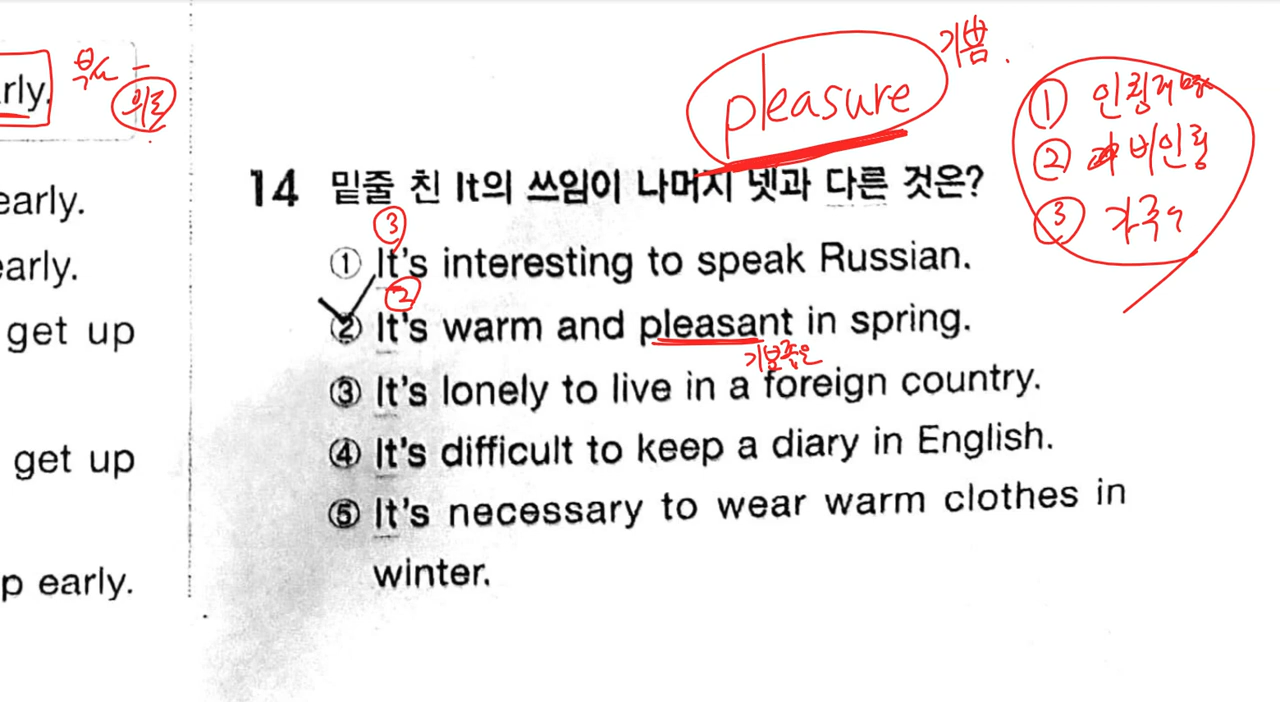 rly.
early.
early.
get up
get up
p early.
pleasure
기쁨.
① 인칭대명
② 비인칭
③ 가주어
14 밑줄 친 It의 쓰임이 나머지 넷과 다른 것은?
③
① It's interesting to speak Russian.
②
② It's warm and pleasant in spring.
기분좋은
③ It's lonely to live in a foreign country.
④ It's difficult to keep a diary in English.
⑤ It's necessary to wear warm clothes in
winter.